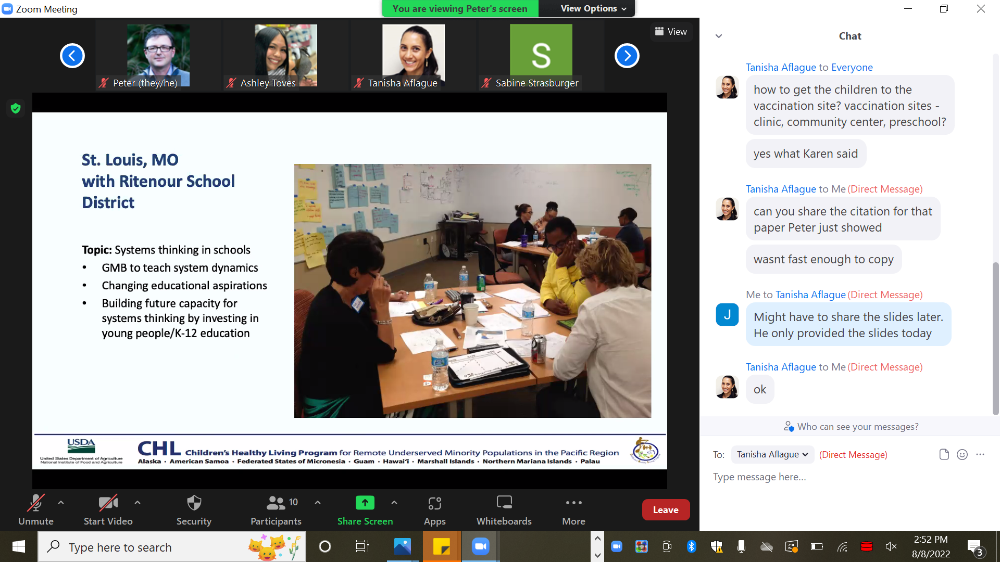 Zoom Meeting
You are viewing Peter's screen
View Options
View
Peter (they/he)
Ashley Toves
Tanisha Aflague
S
Sabine Strasburger
St. Louis, MO
with Ritenour School
District
Topic: Systems thinking in schools
• GMB to teach system dynamics
• Changing educational aspirations
• Building future capacity for
systems thinking by investing in
young people/K-12 education
USDA
United States Department of Agriculture
National Institute of Food and Agriculture
CHL Children's Healthy Living Program for Remote Underserved Minority Populations in the Pacific Region
Alaska · American Samoa · Federated States of Micronesia · Guam · Hawai‘i · Marshall Islands · Northern Mariana Islands · Palau
Unmute
Start Video
Security
10
Participants
Share Screen
Apps
Whiteboards
More
Leave
Chat
Tanisha Aflague to Everyone
how to get the children to the
vaccination site? vaccination sites -
clinic, community center, preschool?
yes what Karen said
Tanisha Aflague to Me (Direct Message)
can you share the citation for that
paper Peter just showed
wasnt fast enough to copy
Me to Tanisha Aflague (Direct Message)
J
Might have to share the slides later.
He only provided the slides today
Tanisha Aflague to Me (Direct Message)
ok
Who can see your messages?
To: Tanisha Aflague (Direct Message)
Type message here...
Type here to search
2:52 PM
8/8/2022
3